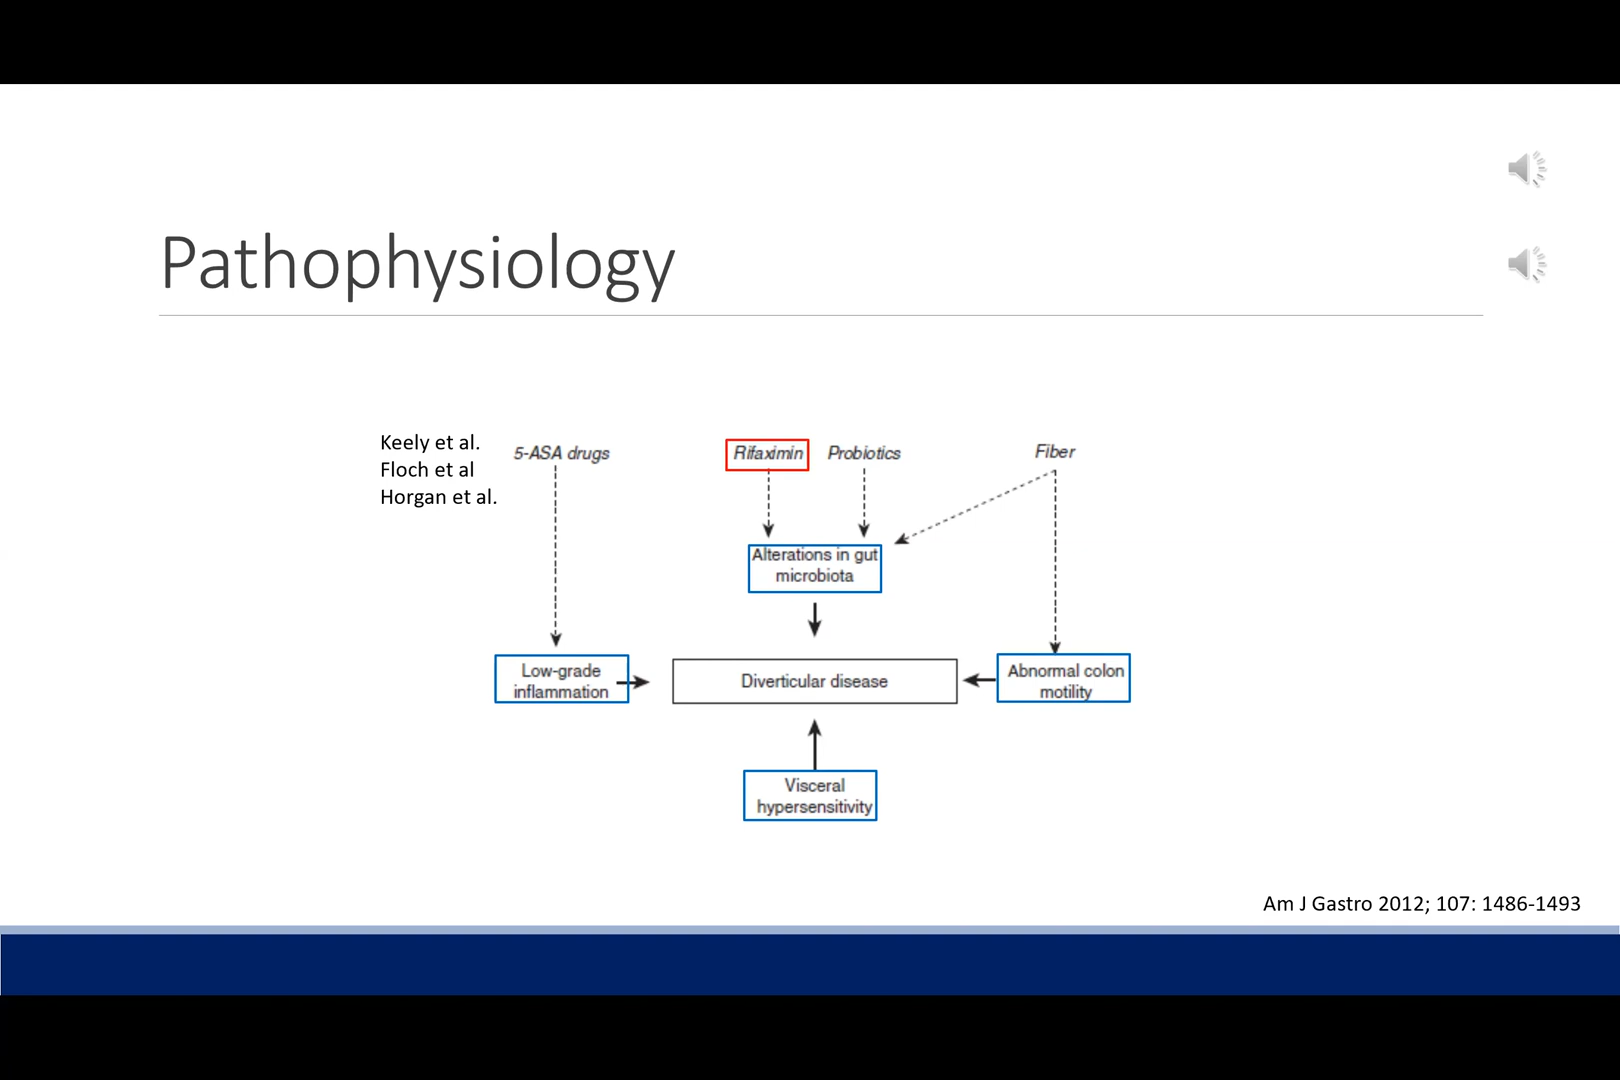 Pathophysiology
Keely et al.
Floch et al
Horgan et al.
5-ASA drugs
Rifaximin
Probiotics
Fiber
Alterations in gut
microbiota
Low-grade
inflammation
Diverticular disease
Abnormal colon
motility
Visceral
hypersensitivity
Am J Gastro 2012; 107: 1486-1493